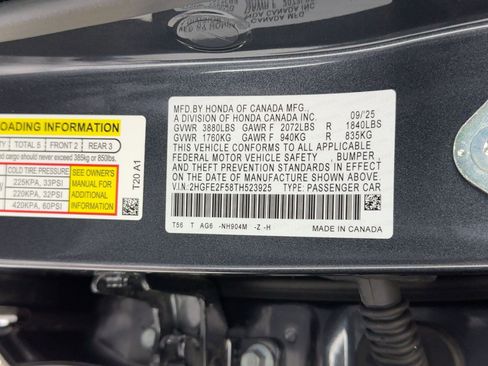 MFD.BY HONDA OF CANADA MFG.,
A DIVISION OF HONDA CANADA INC. 09/25
GVWR 3880LBS GAWR F 2072LBS R 1840LBS
GVWR 1760KG GAWR F 940KG R 835KG
THIS VEHICLE CONFORMS TO ALL APPLICABLE
FEDERAL MOTOR VEHICLE SAFETY , BUMPER ,
AND THEFT PREVENTION STANDARDS IN EFFECT
ON THE DATE OF MANUFACTURE SHOWN ABOVE.
V.I.N: 2HGFE2F58TH523925 TYPE: PASSENGER CAR
T56 T AG6 -NH904M -Z -H
MADE IN CANADA
OADING INFORMATION
TOTAL 5 FRONT 2 REAR 3
cargo should never exceed 385kg or 850lbs.
COLD TIRE PRESSURE
225KPA, 33PSI
220KPA, 32PSI
420KPA, 60PSI
SEE OWNER'S
MANUAL FOR
ADDITIONAL
INFORMATION
T20 A1